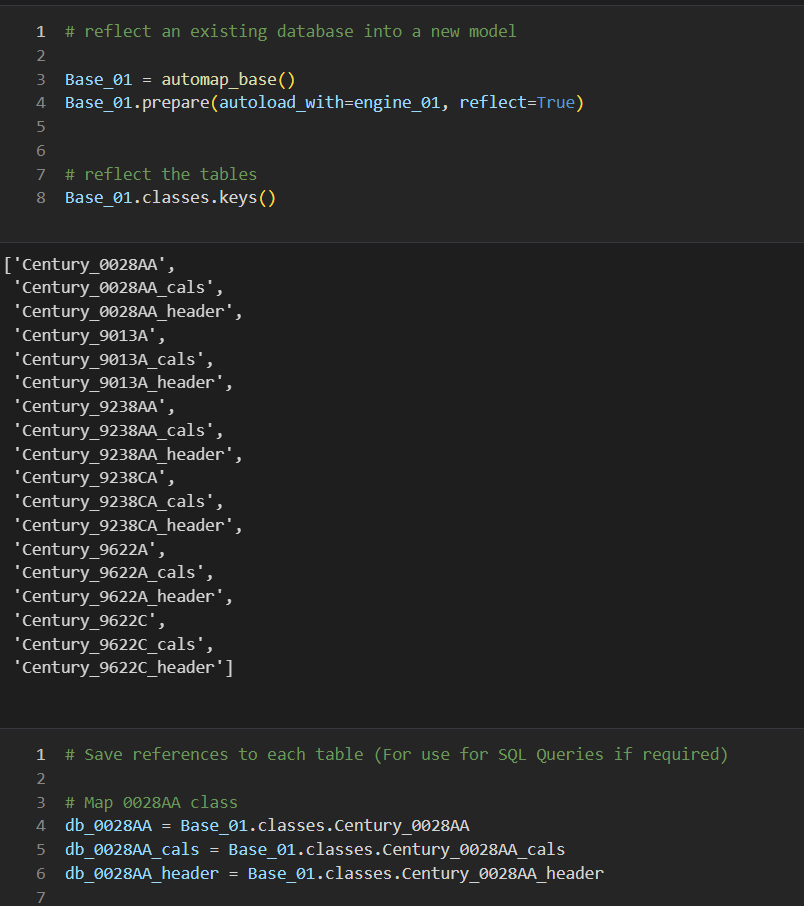 1 # reflect an existing database into a new model
2
3 Base_01 = automap_base()
4 Base_01.prepare(autoload_with=engine_01, reflect=True)
5
6
7 # reflect the tables
8 Base_01.classes.keys()
['Century_0028AA',
'Century_0028AA_cals',
'Century_0028AA_header',
'Century_9013A',
'Century_9013A_cals',
'Century_9013A_header',
'Century_9238AA',
'Century_9238AA_cals',
'Century_9238AA_header',
'Century_9238CA',
'Century_9238CA_cals',
'Century_9238CA_header',
'Century_9622A',
'Century_9622A_cals',
'Century_9622A_header',
'Century_9622C',
'Century_9622C_cals',
'Century_9622C_header']
1 # Save references to each table (For use for SQL Queries if required)
2
3 # Map 0028AA class
4 db_0028AA = Base_01.classes.Century_0028AA
5 db_0028AA_cals = Base_01.classes.Century_0028AA_cals
6 db_0028AA_header = Base_01.classes.Century_0028AA_header
7